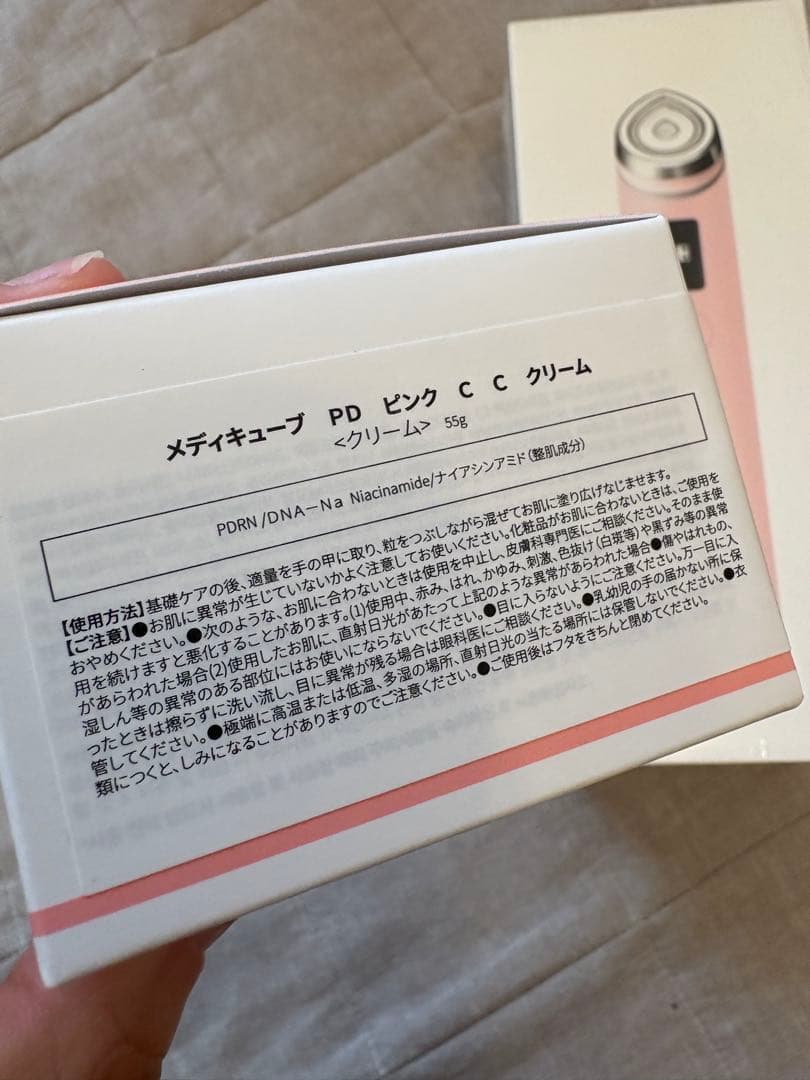 メディキューブ PD ピンク C C クリーム
<クリーム> 55g
PDRN/DNA－Na Niacinamide/ナイアシンアミド(整肌成分)
【使用方法】基礎ケアの後、適量を手の甲に取り、粒をつぶしながら混ぜてお肌に塗り広げなじませます。
【ご注意】●お肌に異常が生じていないかよく注意してお使いください。化粧品がお肌に合わないときは、ご使用を
おやめください。●次のような、お肌に合わないときは使用を中止し、皮膚科専門医にご相談ください。そのまま使
用を続けますと悪化することがあります。(1)使用中、赤み、はれ、かゆみ、刺激、色抜け(白斑等)や黒ずみ等の異常
があらわれた場合(2)使用したお肌に、直射日光があたって上記のような異常があらわれた場合●傷やはれもの、
湿しん等の異常のある部位にはお使いにならないでください。●目に入らないようにご注意ください。万一目に入
ったときは擦らずに洗い流し、目に異常が残る場合は眼科医にご相談ください。●乳幼児の手の届かない所に保
管してください。●極端に高温または低温、多湿の場所、直射日光の当たる場所には保管しないでください。●衣
類につくと、しみになることがありますのでご注意ください。●ご使用後はフタをきちんと閉めてください。
H